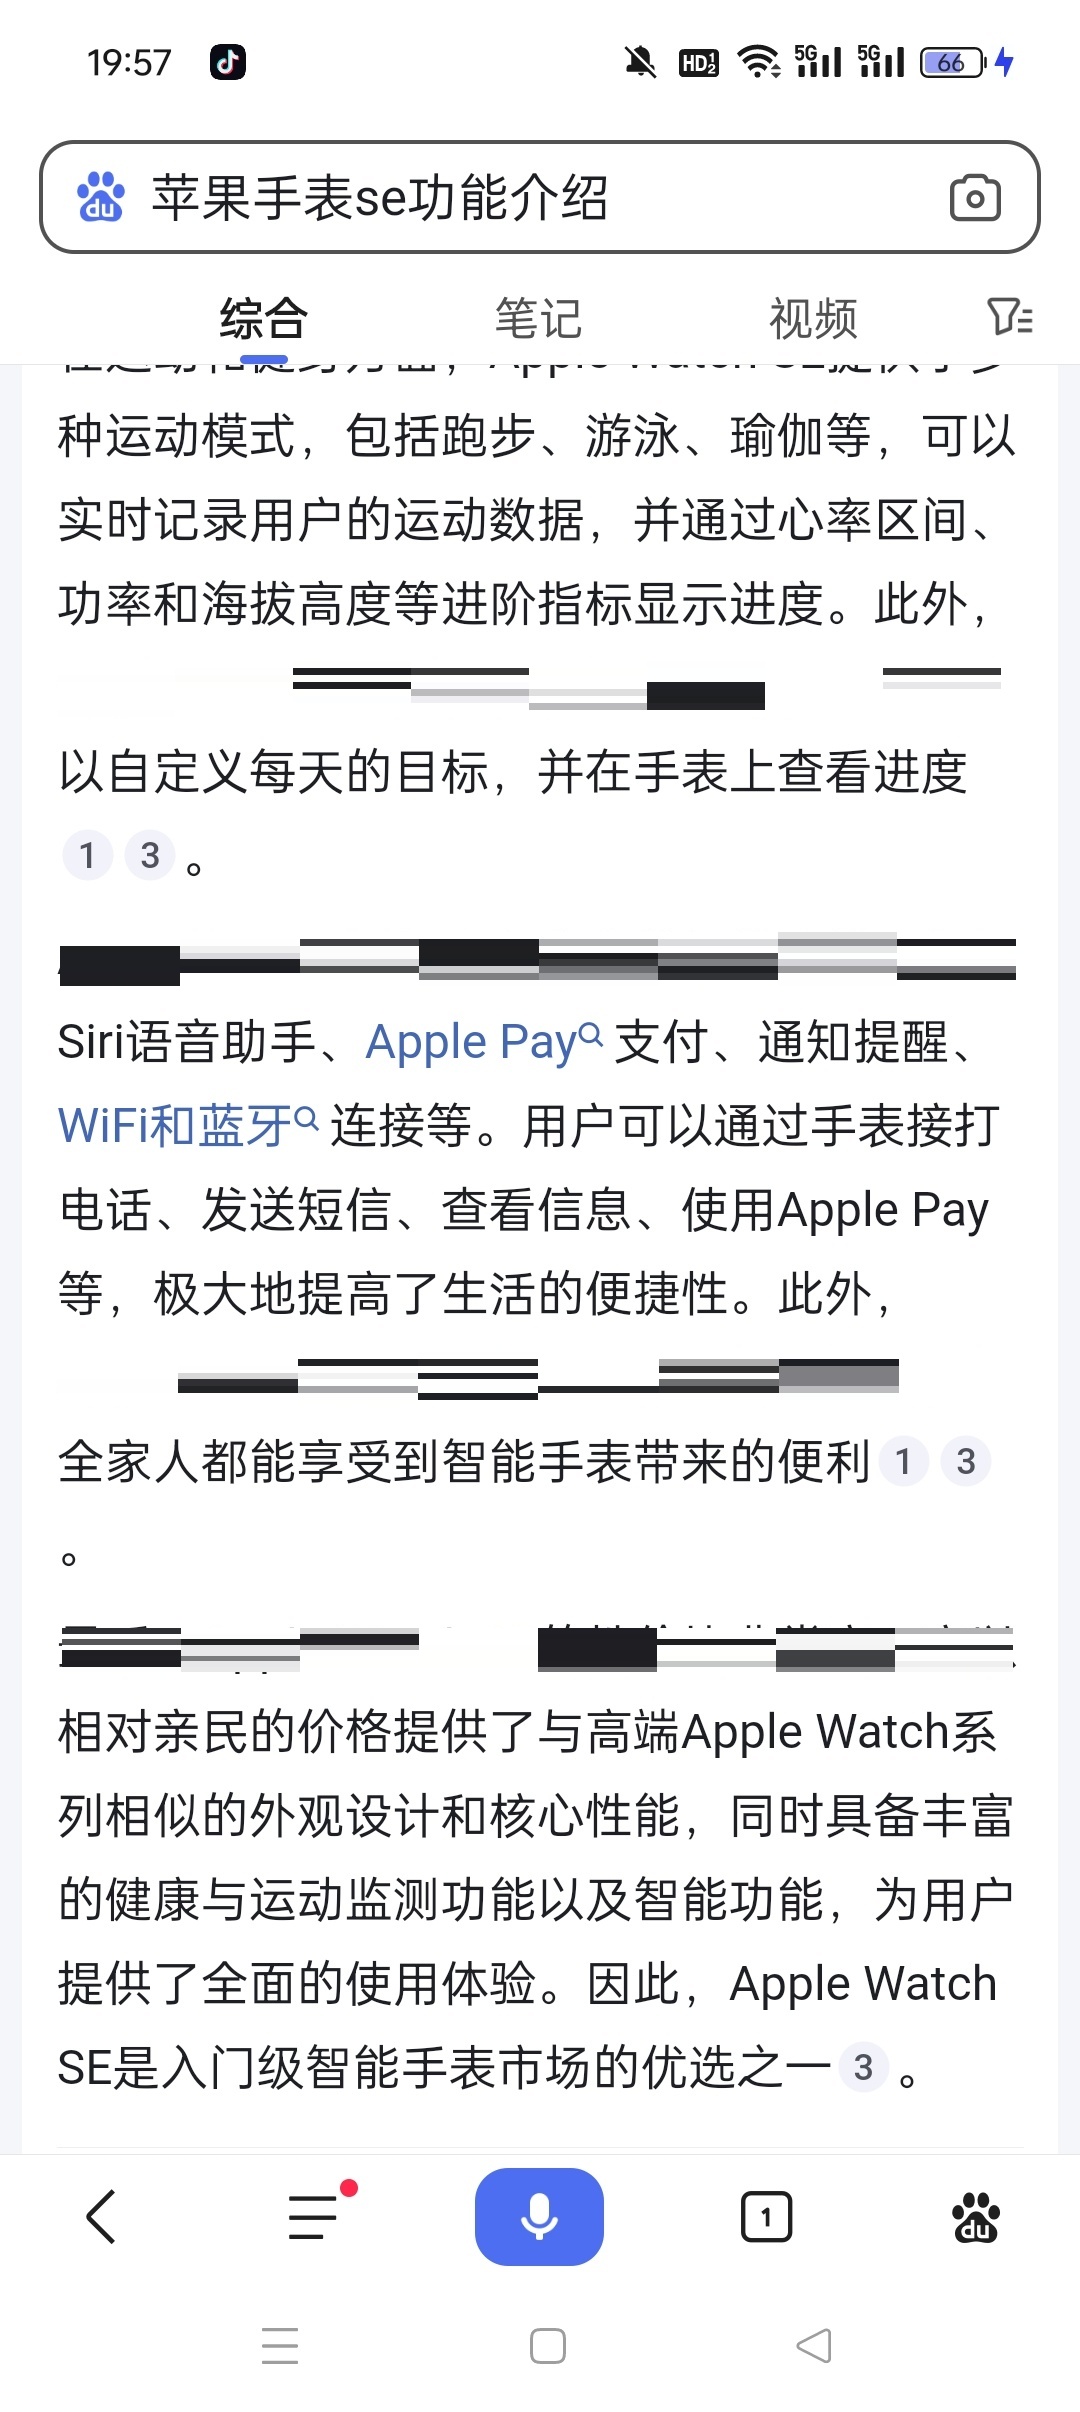 19:57
HD 1 2 5G 5G 66
du 苹果手表se功能介绍
综合 笔记 视频
种运动模式，包括跑步、游泳、瑜伽等，可以
实时记录用户的运动数据，并通过心率区间、
功率和海拔高度等进阶指标显示进度。此外，
以自定义每天的目标，并在手表上查看进度
1 3 。
Siri语音助手、Apple Pay 支付、通知提醒、
WiFi和蓝牙 连接等。用户可以通过手表接打
电话、发送短信、查看信息、使用Apple Pay
等，极大地提高了生活的便捷性。此外，
全家人都能享受到智能手表带来的便利 1 3
。
相对亲民的价格提供了与高端Apple Watch系
列相似的外观设计和核心性能，同时具备丰富
的健康与运动监测功能以及智能功能，为用户
提供了全面的使用体验。因此，Apple Watch
SE是入门级智能手表市场的优选之一 3 。
1 du